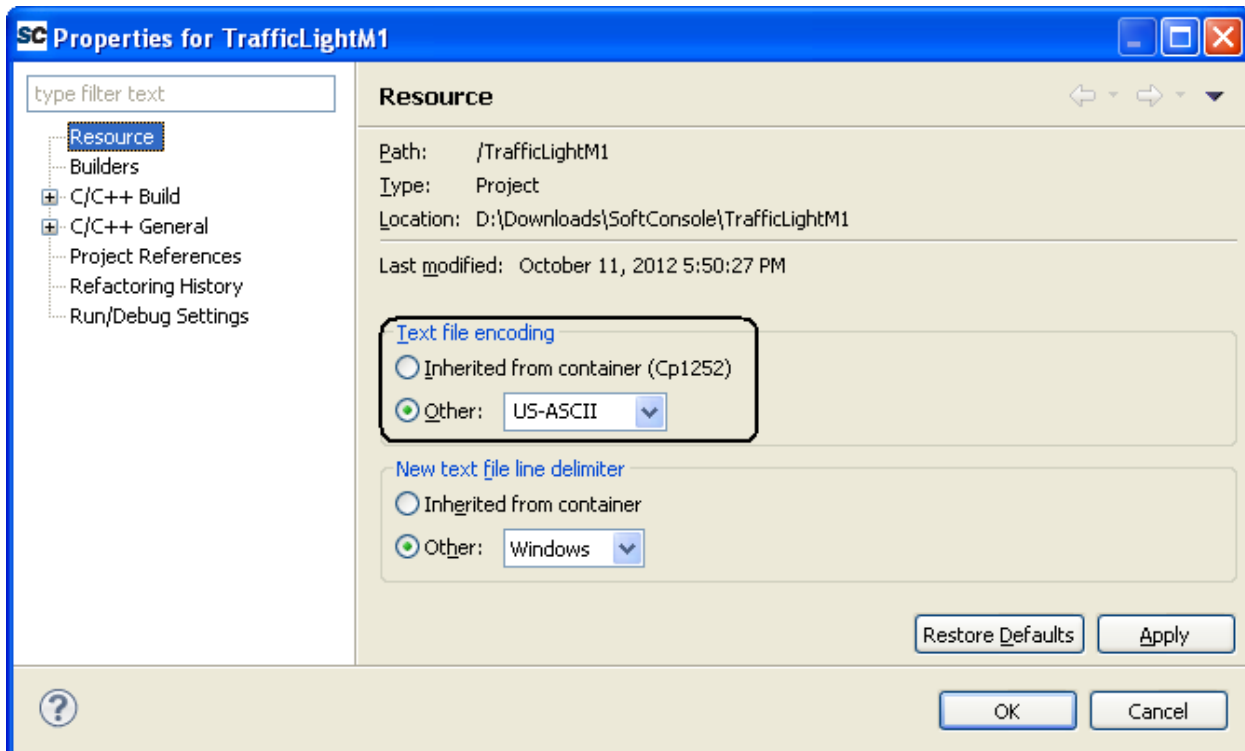 SC Properties for TrafficLightM1
type filter text
Resource
Builders
C/C++ Build
C/C++ General
Project References
Refactoring History
Run/Debug Settings
Resource
Path: /TrafficLightM1
Type: Project
Location: D:\Downloads\SoftConsole\TrafficLightM1
Last modified: October 11, 2012 5:50:27 PM
Text file encoding
Inherited from container (Cp1252)
Other: US-ASCII
New text file line delimiter
Inherited from container
Other: Windows
Restore Defaults Apply
? OK Cancel